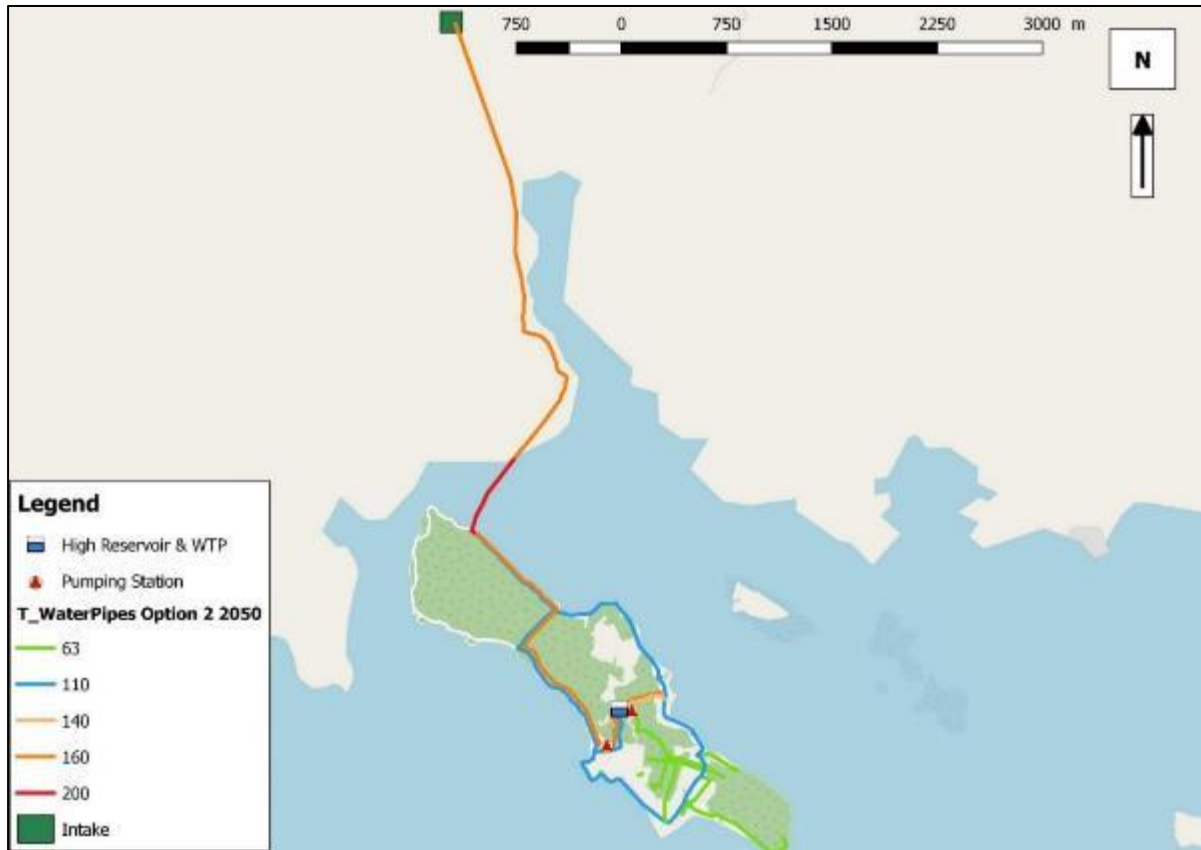 750 0 750 1500 2250 3000 m
N
Legend
High Reservoir & WTP
Pumping Station
T_WaterPipes Option 2 2050
63
110
140
160
200
Intake